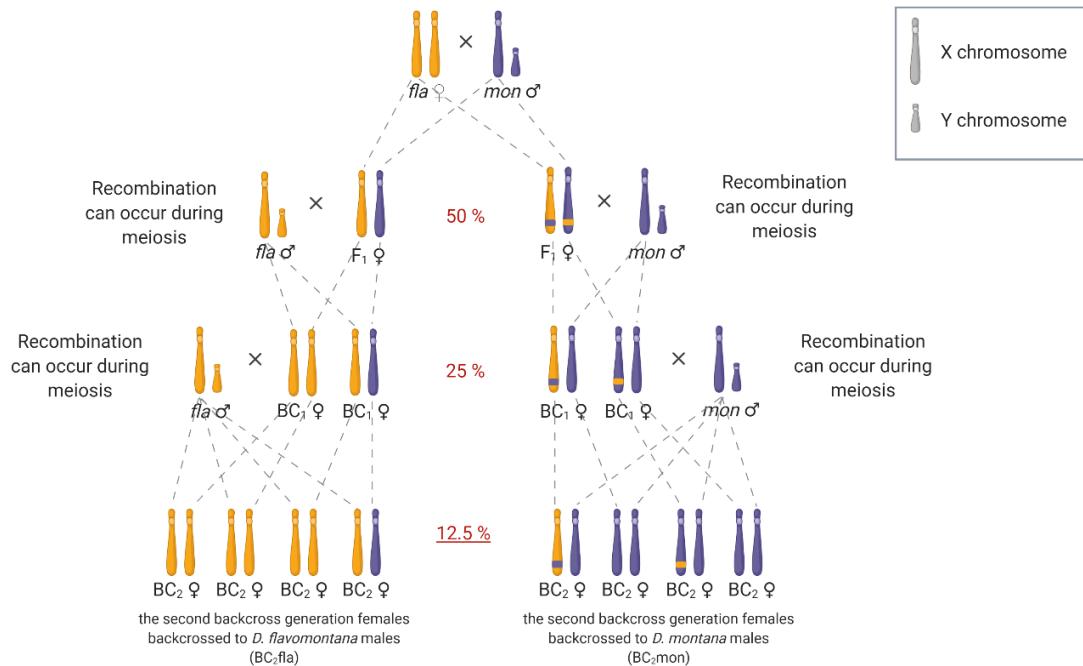 X chromosome
Y chromosome
fla ♀ × mon ♂
Recombination
can occur during
meiosis
×
50 %
×
Recombination
can occur during
meiosis
fla ♂
F₁ ♀
F₁ ♀
mon ♂
Recombination
can occur during
meiosis
×
25 %
×
Recombination
can occur during
meiosis
fla ♂
BC₁ ♀
BC₁ ♀
BC₁ ♀
BC₁ ♀
mon ♂
12.5 %
BC₂ ♀ BC₂ ♀ BC₂ ♀ BC₂ ♀
BC₂ ♀ BC₂ ♀ BC₂ ♀ BC₂ ♀
the second backcross generation females
backcrossed to D. flavomontana males
(BC₂fla)
the second backcross generation females
backcrossed to D. montana males
(BC₂mon)